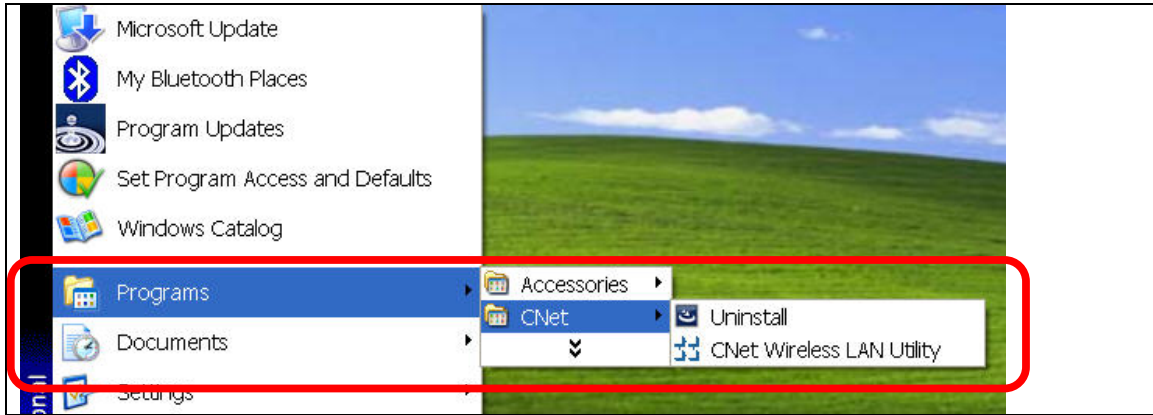 Microsoft Update
My Bluetooth Places
Program Updates
Set Program Access and Defaults
Windows Catalog
Programs
Accessories
CNet
Uninstall
CNet Wireless LAN Utility
Documents
Settings
onal